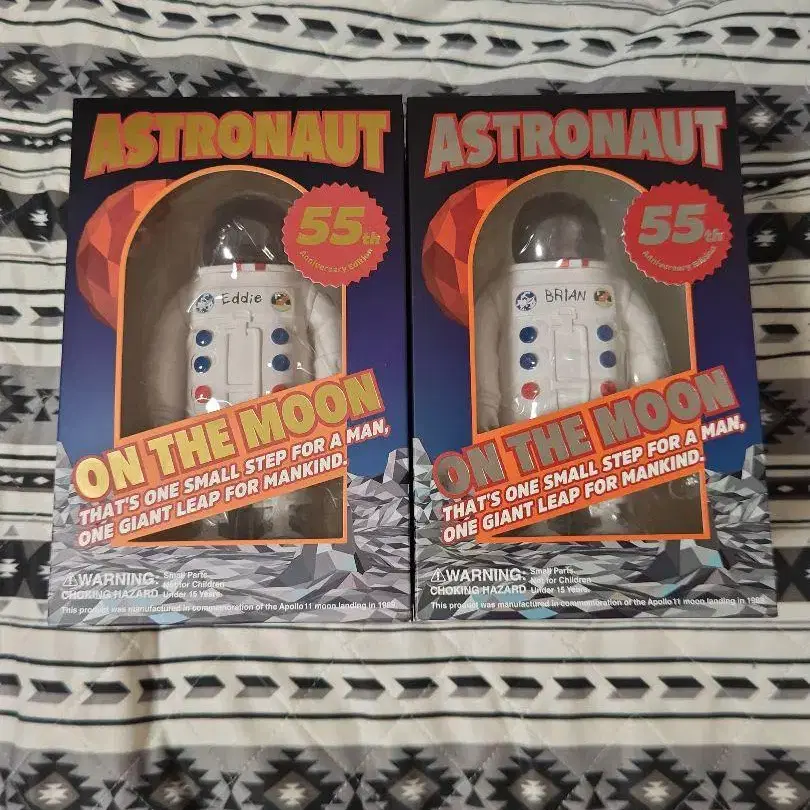 ASTRONAUT
55th
Anniversary Edition
Eddie
ON THE MOON
THAT'S ONE SMALL STEP FOR A MAN,
ONE GIANT LEAP FOR MANKIND.
WARNING:
CHOKING HAZARD
Small Parts
Not for Children
Under 15 Years
This product was manufactured in commemoration of the Apollo 11 moon landing in 1969
ASTRONAUT
55th
Anniversary Edition
BRIAN
ON THE MOON
THAT'S ONE SMALL STEP FOR A MAN,
ONE GIANT LEAP FOR MANKIND.
WARNING:
CHOKING HAZARD
Small Parts
Not for Children
Under 15 Years
This product was manufactured in commemoration of the Apollo 11 moon landing in 1969